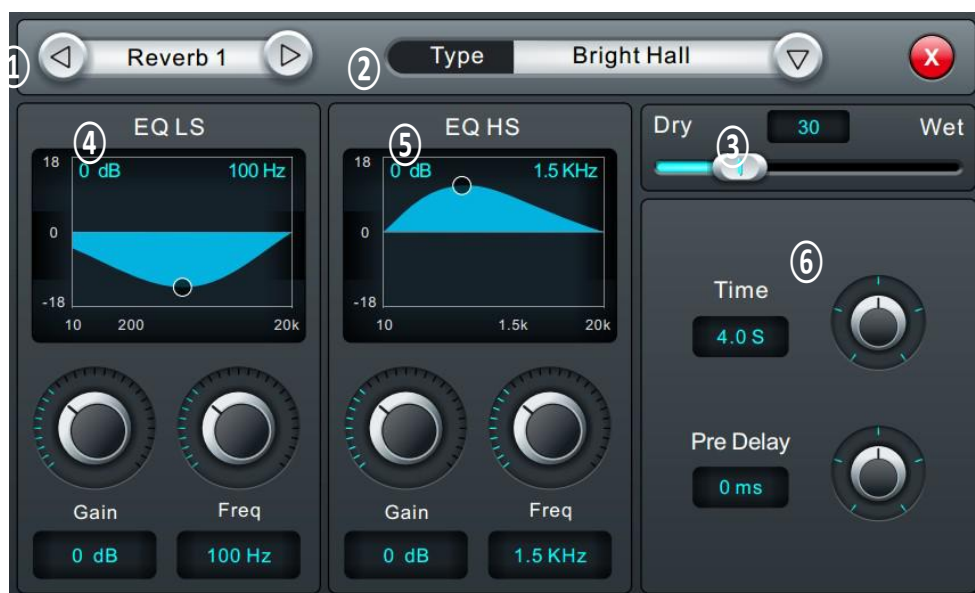 ① Reverb 1 ② Type Bright Hall X
④ EQ LS
18 0 dB 100 Hz
0
-18
10 200 20k
Gain Freq
0 dB 100 Hz
⑤ EQ HS
18 0 dB 1.5 KHz
0
-18
10 1.5k 20k
Gain Freq
0 dB 1.5 KHz
Dry 30 Wet
③
⑥
Time
4.0 S
Pre Delay
0 ms